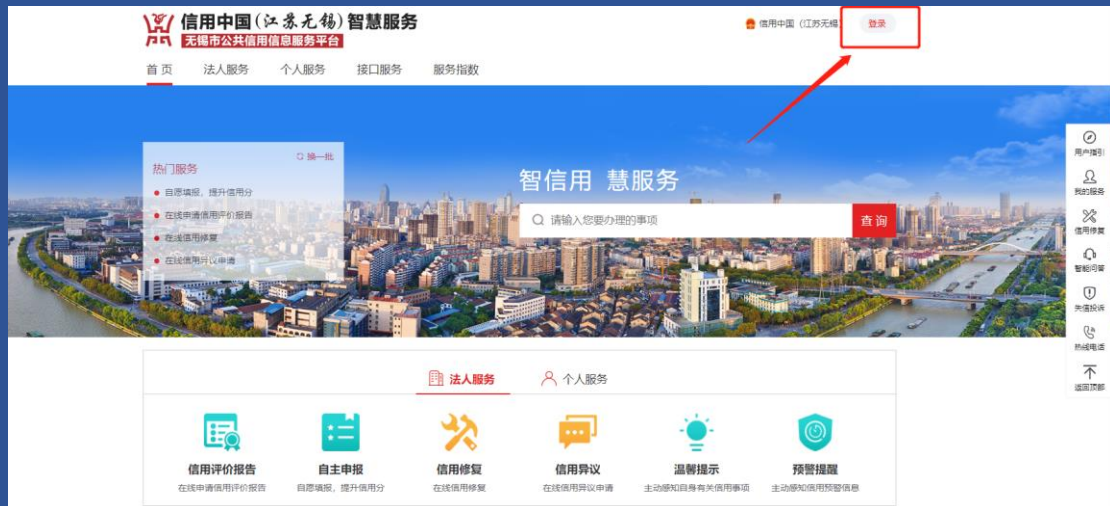 信用中国(江苏无锡)智慧服务
无锡市公共信用信息服务平台
信用中国（江苏无锡
登录
首页 法人服务 个人服务 接口服务 服务指数
热门服务
换一批
自愿填报，提升信用分
在线申请信用评价报告
在线信用修复
在线信用异议申请
智信用 慧服务
请输入您要办理的事项
查询
用户指引
我的服务
信用修复
智能问答
失信投诉
热线电话
返回顶部
法人服务 个人服务
信用评价报告 自主申报 信用修复 信用异议 温馨提示 预警提醒
在线申请信用评价报告 自愿填报，提升信用分 在线信用修复 在线信用异议申请 主动感知自身有关信用事项 主动感知信用预警信息